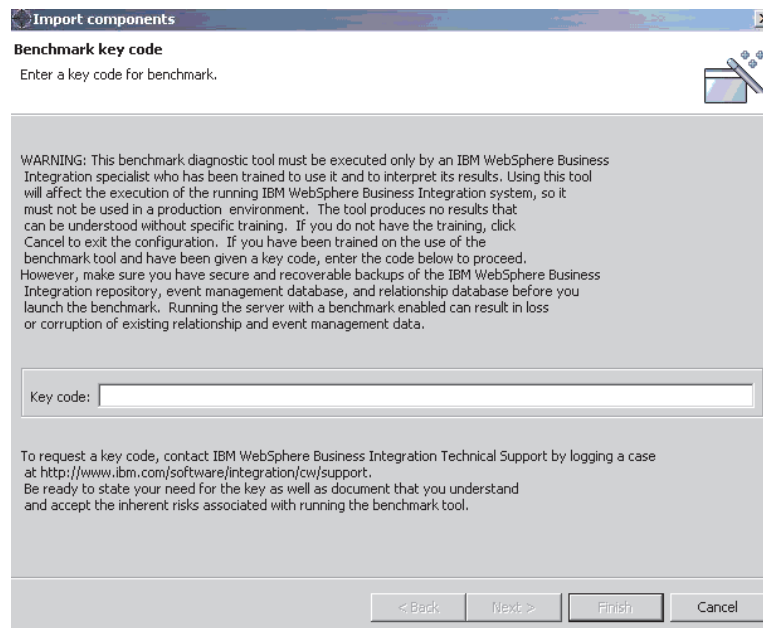 Import components
Benchmark key code
Enter a key code for benchmark.
WARNING: This benchmark diagnostic tool must be executed only by an IBM WebSphere Business
Integration specialist who has been trained to use it and to interpret its results. Using this tool
will affect the execution of the running IBM WebSphere Business Integration system, so it
must not be used in a production environment. The tool produces no results that
can be understood without specific training. If you do not have the training, click
Cancel to exit the configuration. If you have been trained on the use of the
benchmark tool and have been given a key code, enter the code below to proceed.
However, make sure you have secure and recoverable backups of the IBM WebSphere Business
Integration repository, event management database, and relationship database before you
launch the benchmark. Running the server with a benchmark enabled can result in loss
or corruption of existing relationship and event management data.
Key code:
To request a key code, contact IBM WebSphere Business Integration Technical Support by logging a case
at http://www.ibm.com/software/integration/cw/support.
Be ready to state your need for the key as well as document that you understand
and accept the inherent risks associated with running the benchmark tool.
< Back Next > Finish Cancel